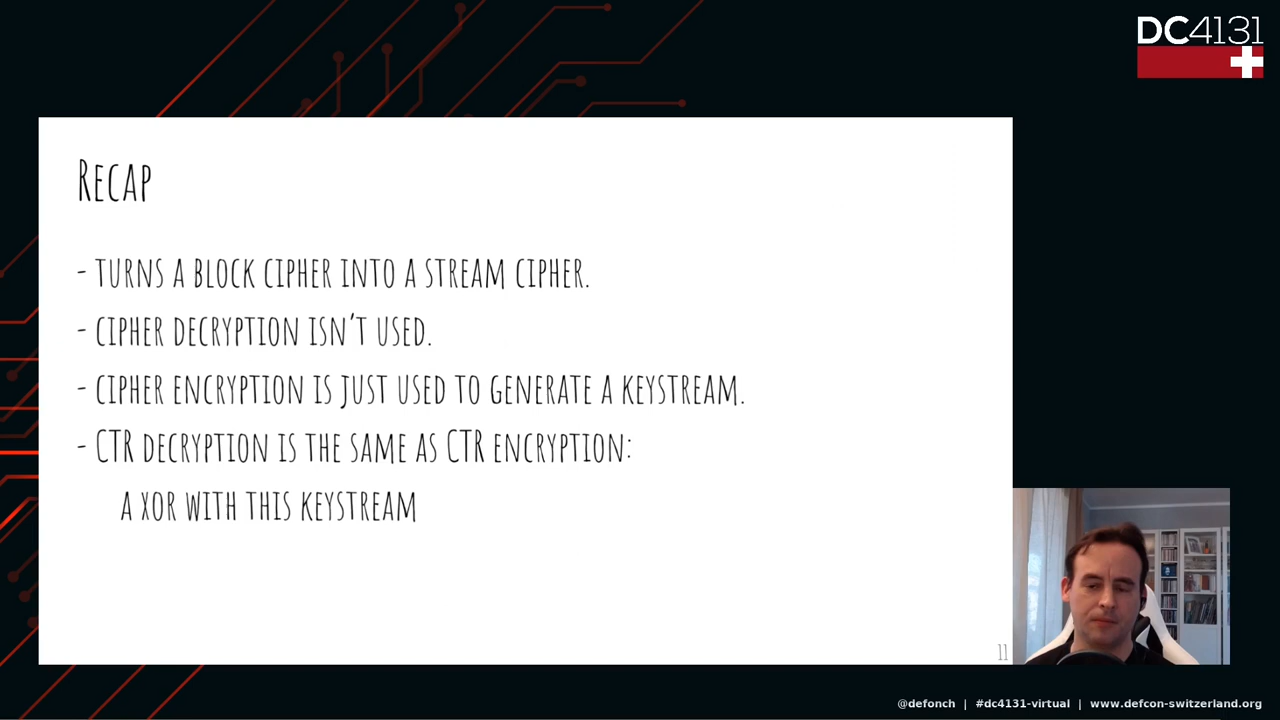 DC4131
Recap
- turns a block cipher into a stream cipher.
- cipher decryption isn't used.
- cipher encryption is just used to generate a keystream.
- CTR decryption is the same as CTR encryption:
a xor with this keystream
11
@defonch | #dc4131-virtual | www.defcon-switzerland.org